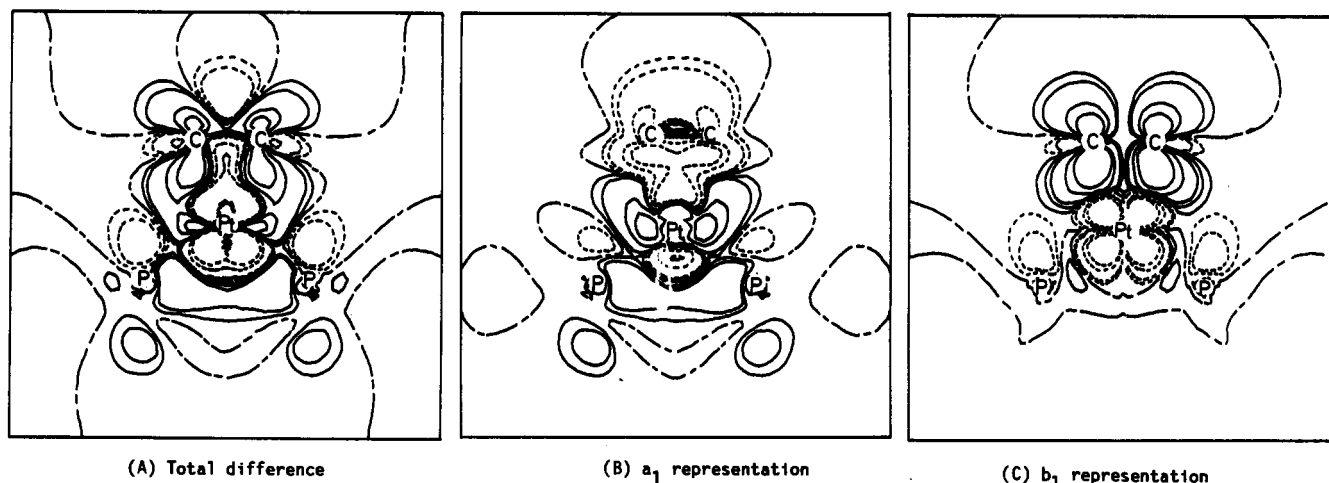 C C
Pt
P P
C C
Pt
P P
C C
Pt
P P
(A) Total difference
(B) a1 representation
(C) b1 representation